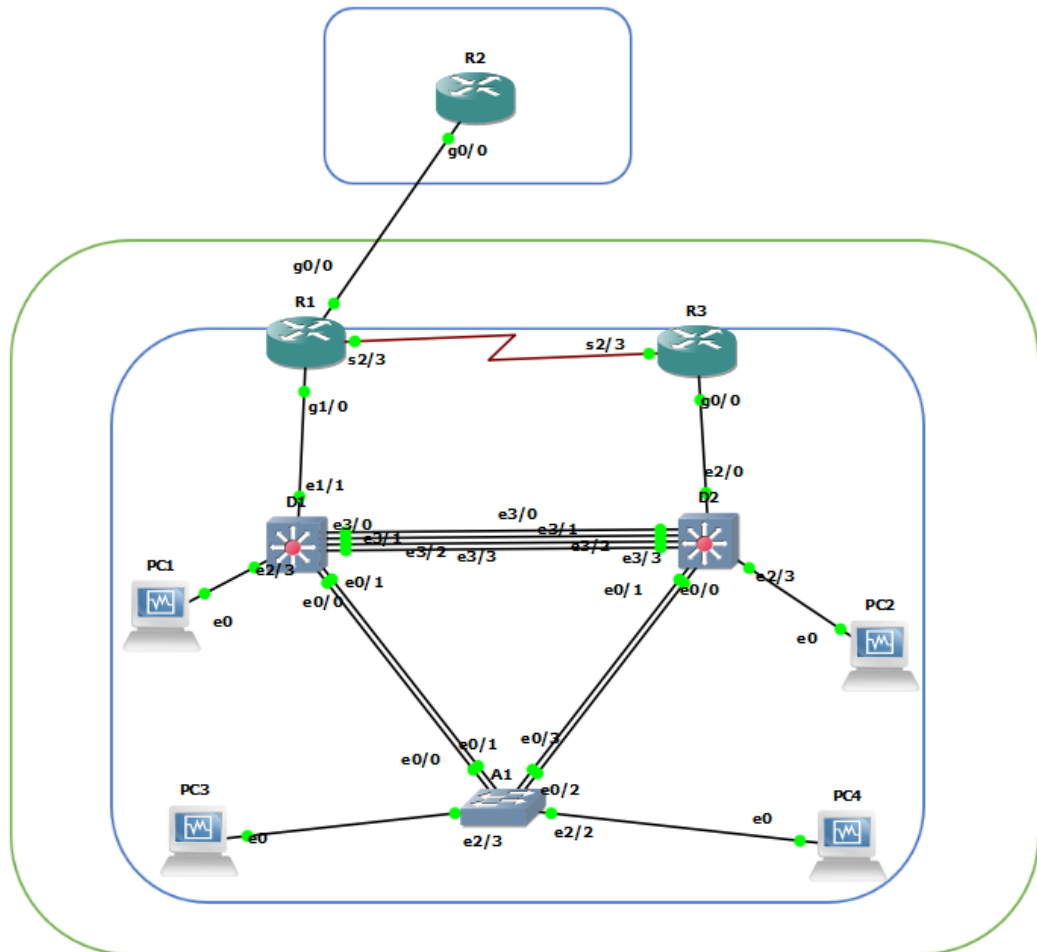 R2
g0/0
g0/0
R1
R3
s2/3
s2/3
g1/0
g0/0
e1/1
e2/0
D1
D2
e3/0
e3/0
e3/1
e3/1
e3/2
e3/2
e3/3
e3/3
PC1
e2/3
e0/1
e0/0
e0/1
e0/0
e2/3
PC2
e0
e0
e0/1
e0/3
e0/0
A1
e0/2
PC3
PC4
e0
e2/3
e2/2
e0